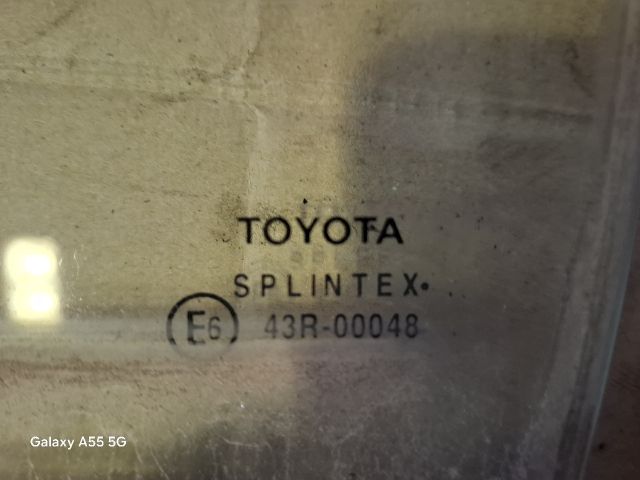 TOYOTA
SPLINTEX
E6 43R-00048
Galaxy A55 5G